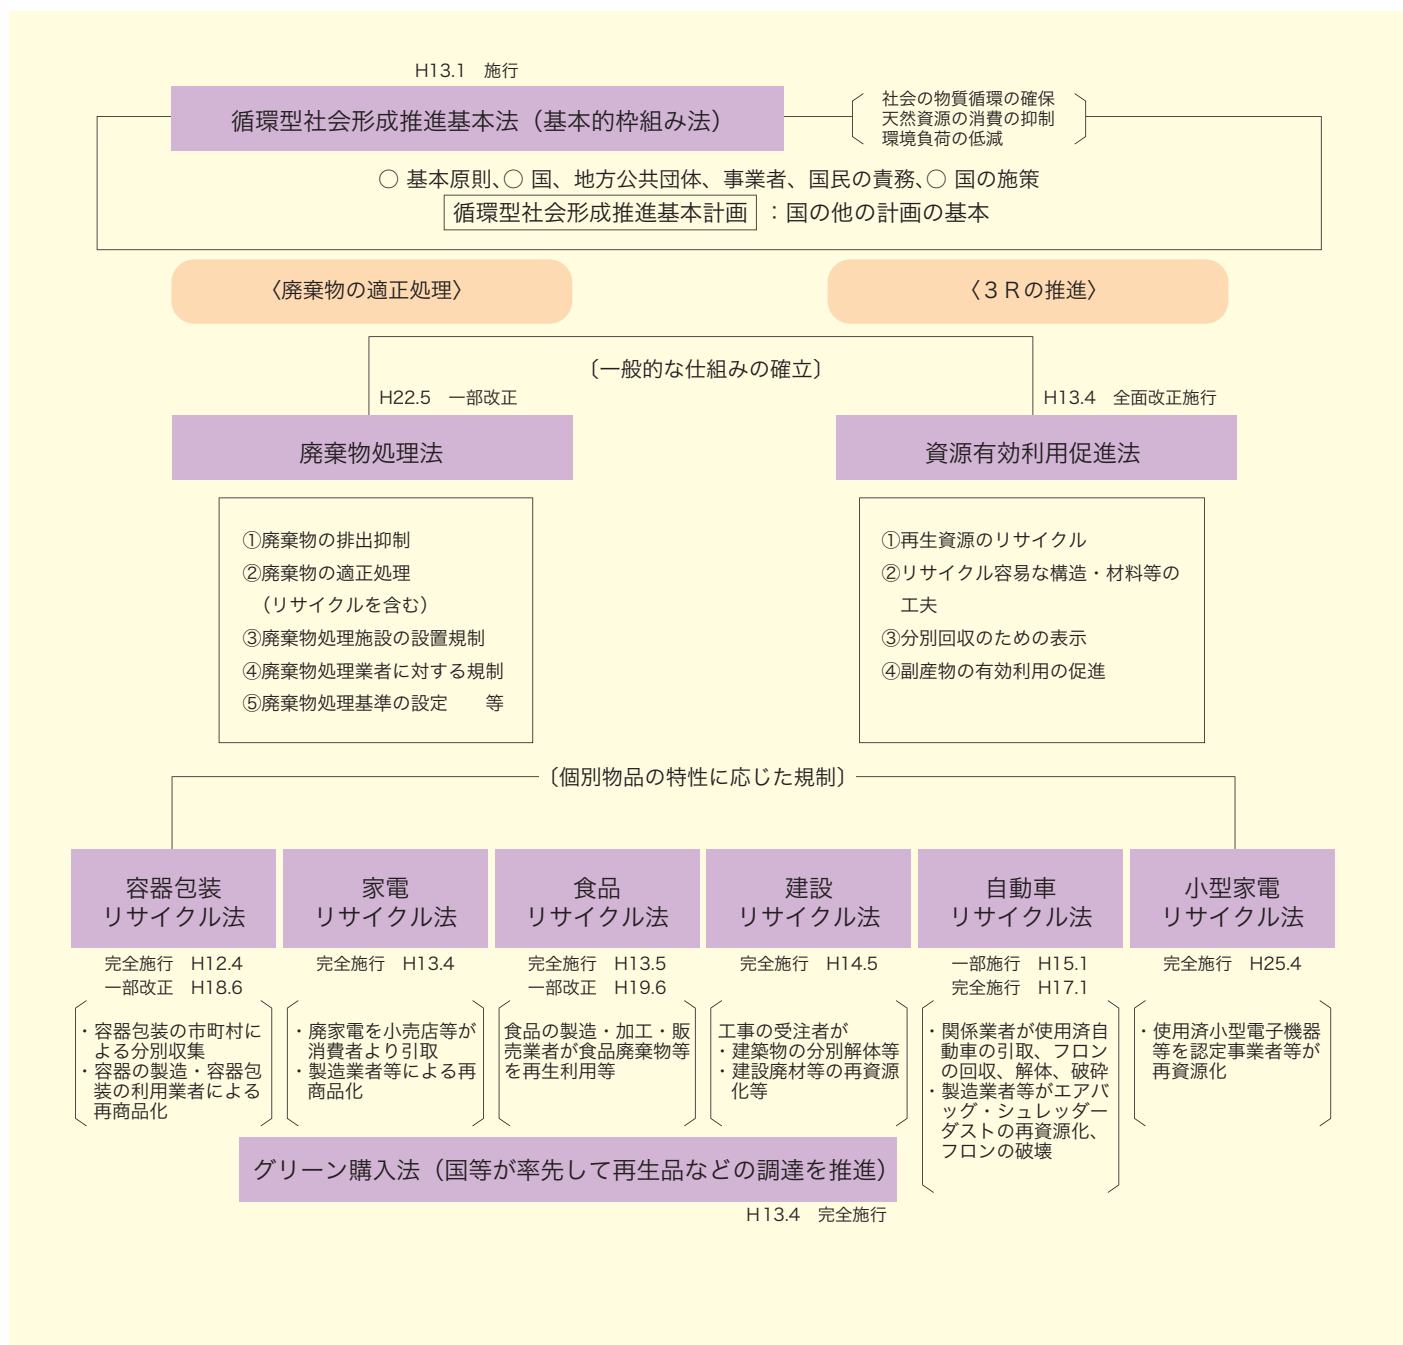 H13.1　施行
循環型社会形成推進基本法（基本的枠組み法）
社会の物質循環の確保
天然資源の消費の抑制
環境負荷の低減
○ 基本原則、○ 国、地方公共団体、事業者、国民の責務、○ 国の施策
循環型社会形成推進基本計画 ：国の他の計画の基本
〈廃棄物の適正処理〉
〈３Ｒの推進〉
〔一般的な仕組みの確立〕
H22.5　一部改正
廃棄物処理法
①廃棄物の排出抑制
②廃棄物の適正処理
（リサイクルを含む）
③廃棄物処理施設の設置規制
④廃棄物処理業者に対する規制
⑤廃棄物処理基準の設定　　等
H13.4　全面改正施行
資源有効利用促進法
①再生資源のリサイクル
②リサイクル容易な構造・材料等の
工夫
③分別回収のための表示
④副産物の有効利用の促進
〔個別物品の特性に応じた規制〕
容器包装
リサイクル法
完全施行　H12.4
一部改正　H18.6
・容器包装の市町村に
よる分別収集
・容器の製造・容器包
装の利用業者による
再商品化
家電
リサイクル法
完全施行　H13.4
・廃家電を小売店等が
消費者より引取
・製造業者等による再
商品化
食品
リサイクル法
完全施行　H13.5
一部改正　H19.6
食品の製造・加工・販
売業者が食品廃棄物等
を再生利用等
建設
リサイクル法
完全施行　H14.5
工事の受注者が
・建築物の分別解体等
・建設廃材等の再資源
化等
自動車
リサイクル法
一部施行　H15.1
完全施行　H17.1
・関係業者が使用済自
動車の引取、フロン
の回収、解体、破砕
・製造業者等がエアバ
ッグ・シュレッダー
ダストの再資源化、
フロンの破壊
小型家電
リサイクル法
完全施行　H25.4
・使用済小型電子機器
等を認定事業者等が
再資源化
グリーン購入法（国等が率先して再生品などの調達を推進）
H13.4　完全施行